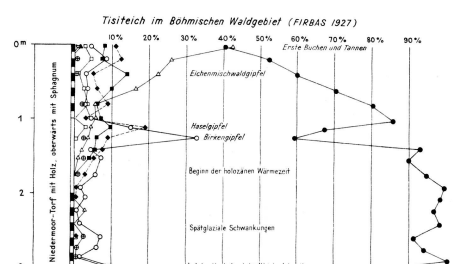 Tisiteich im Böhmischen Waldgebiet (FIRBAS 1927)
0m 10% 20% 30% 40% 50% 60% 70% 80% 90%
Erste Buchen und Tannen
Eichenmischwaldgipfel
1
Haselgipfel
Birkengipfel
Beginn der holozänen Wärmezeit
2
Spätglaziale Schwankungen
Niedermoor-Torf mit Holz, oberwärts mit Sphagnum